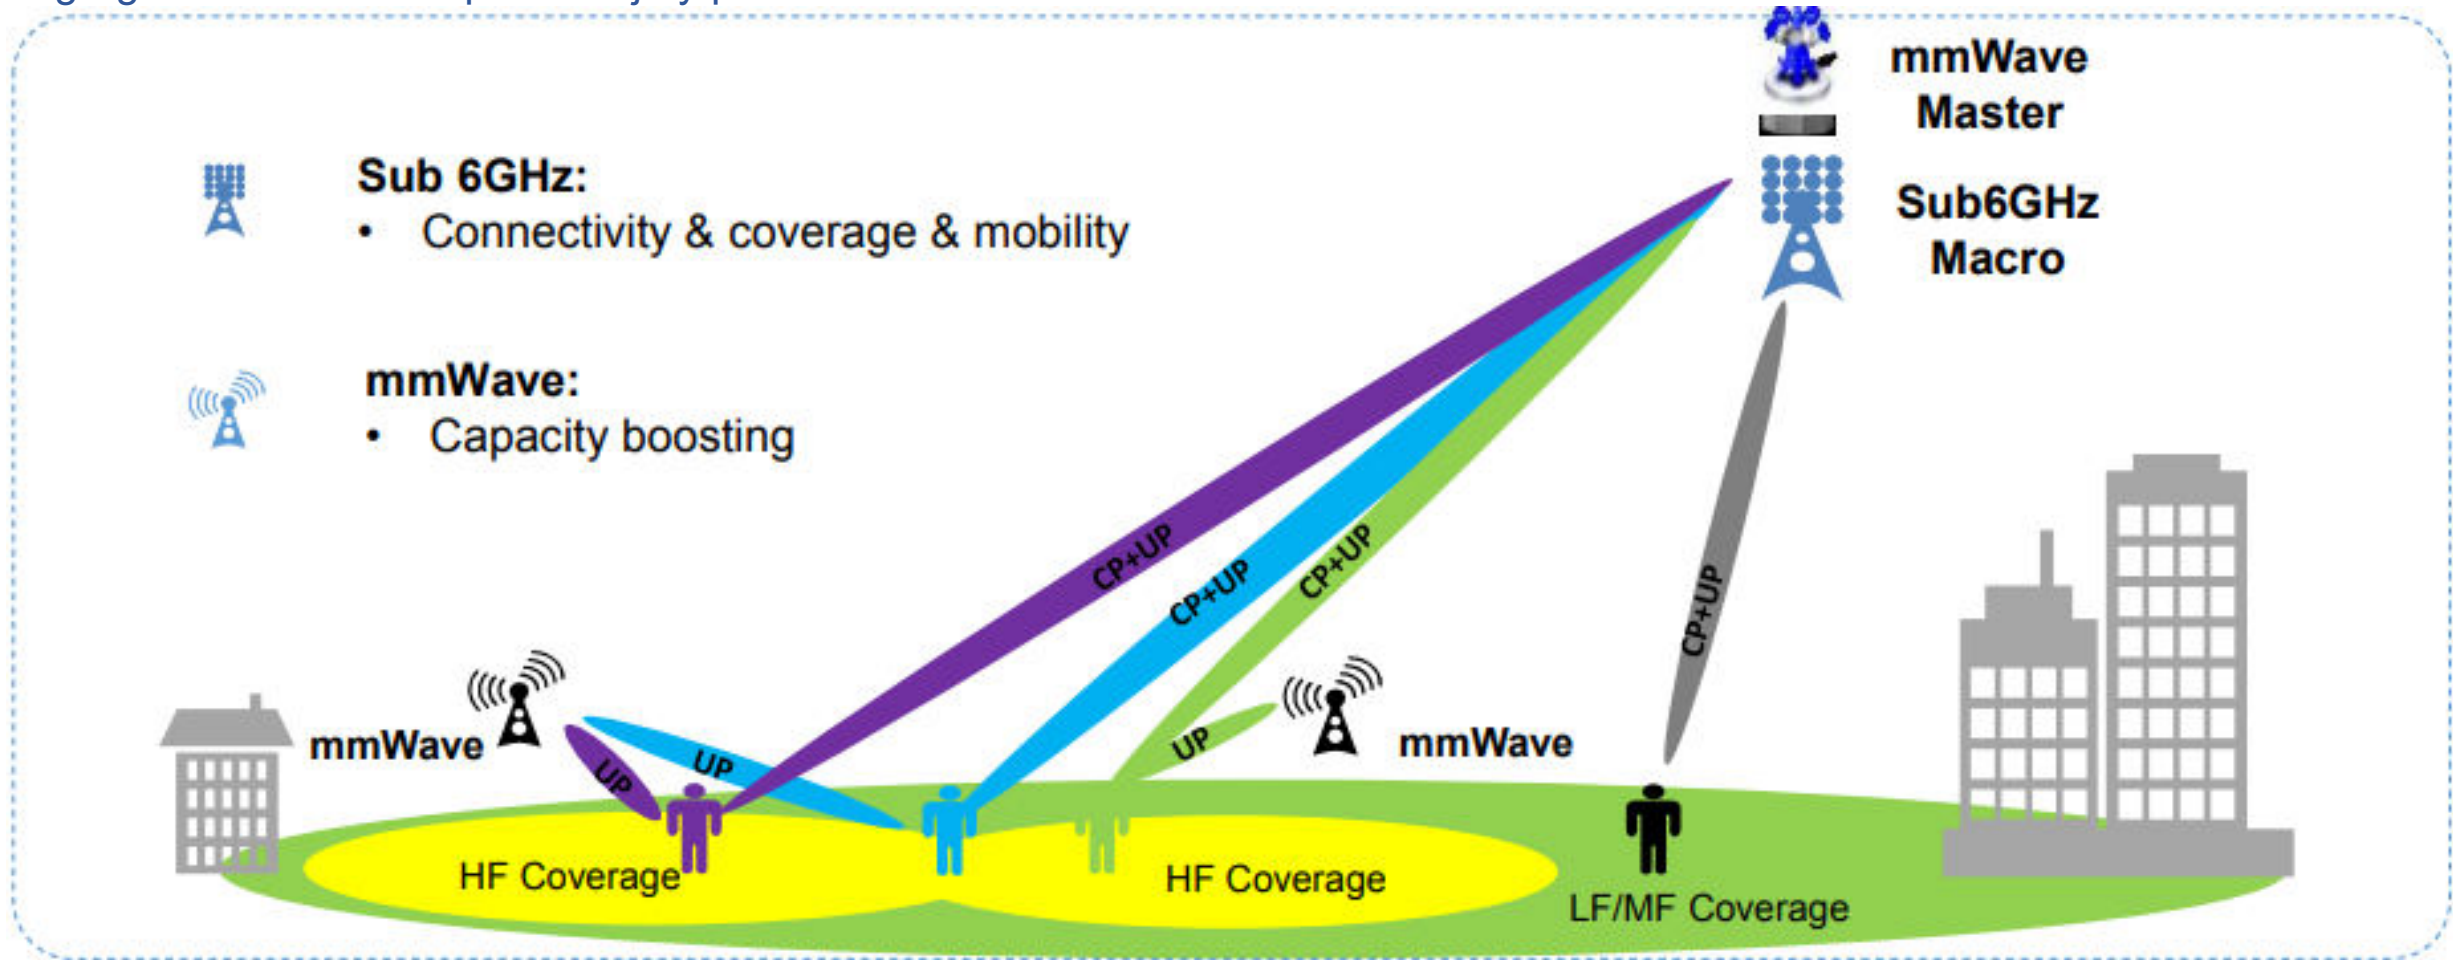 mmWave
Master
Sub 6GHz:
• Connectivity & coverage & mobility
Sub6GHz
Macro
mmWave:
• Capacity boosting
CP+UP
CP+UP
CP+UP
CP+UP
mmWave
UP
UP
UP
mmWave
HF Coverage
HF Coverage
LF/MF Coverage